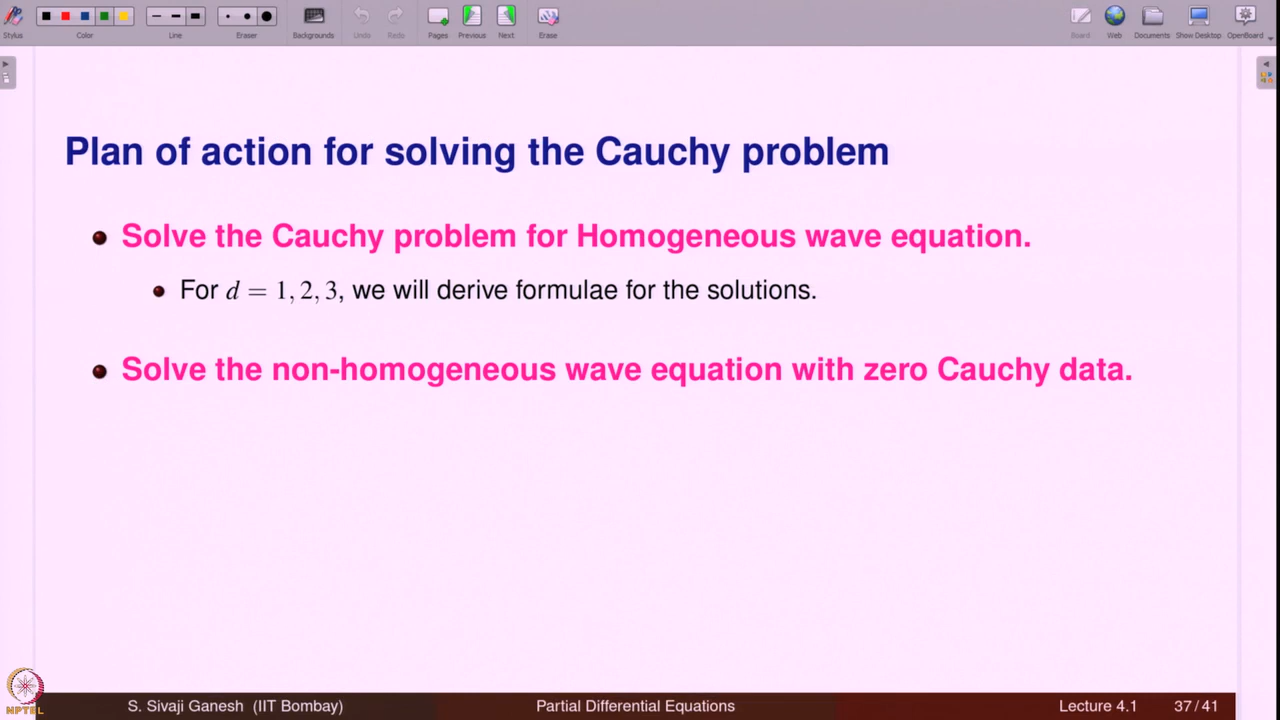 Stylus Color Line Eraser Backgrounds Undo Redo Pages Previous Next Erase Board Web Documents Show Desktop OpenBoard
Plan of action for solving the Cauchy problem
Solve the Cauchy problem for Homogeneous wave equation.
For d = 1, 2, 3, we will derive formulae for the solutions.
Solve the non-homogeneous wave equation with zero Cauchy data.
NPTEL
S. Sivaji Ganesh (IIT Bombay) Partial Differential Equations Lecture 4.1 37/41